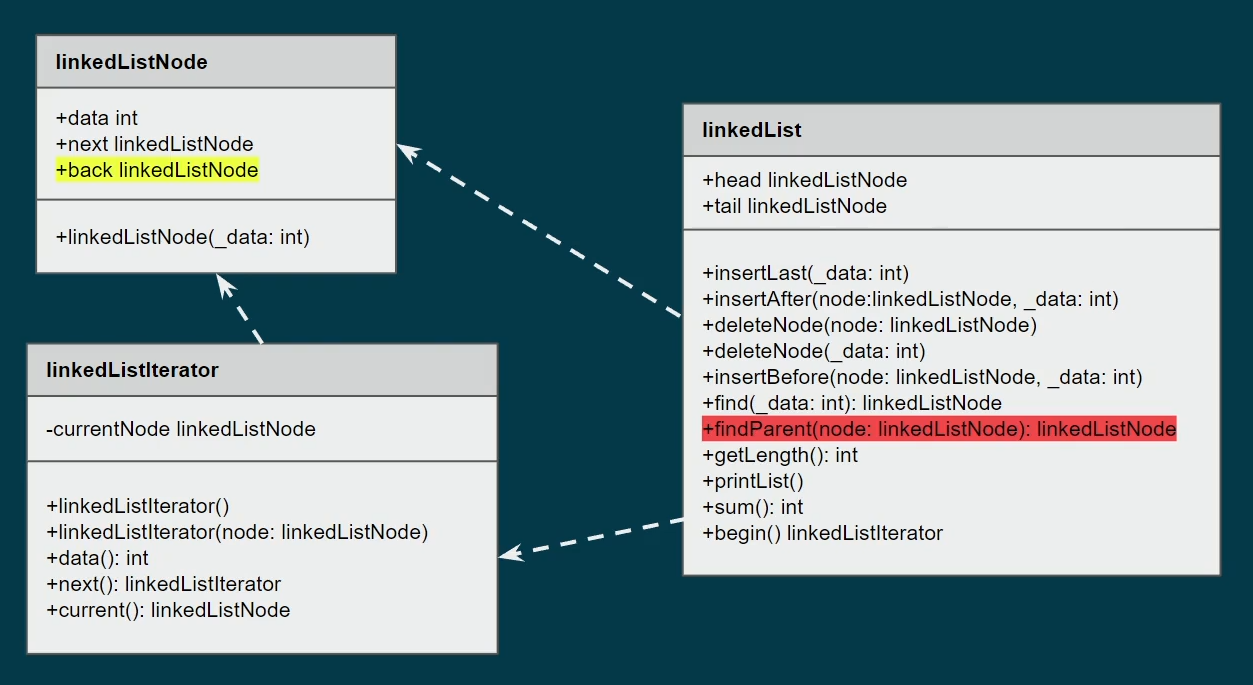 linkedListNode
+data int
+next linkedListNode
+back linkedListNode
+linkedListNode(_data: int)
linkedListIterator
-currentNode linkedListNode
+linkedListIterator()
+linkedListIterator(node: linkedListNode)
+data(): int
+next(): linkedListIterator
+current(): linkedListNode
linkedList
+head linkedListNode
+tail linkedListNode
+insertLast(_data: int)
+insertAfter(node:linkedListNode, _data: int)
+deleteNode(node: linkedListNode)
+deleteNode(_data: int)
+insertBefore(node: linkedListNode, _data: int)
+find(_data: int): linkedListNode
+findParent(node: linkedListNode): linkedListNode
+getLength(): int
+printList()
+sum(): int
+begin() linkedListIterator